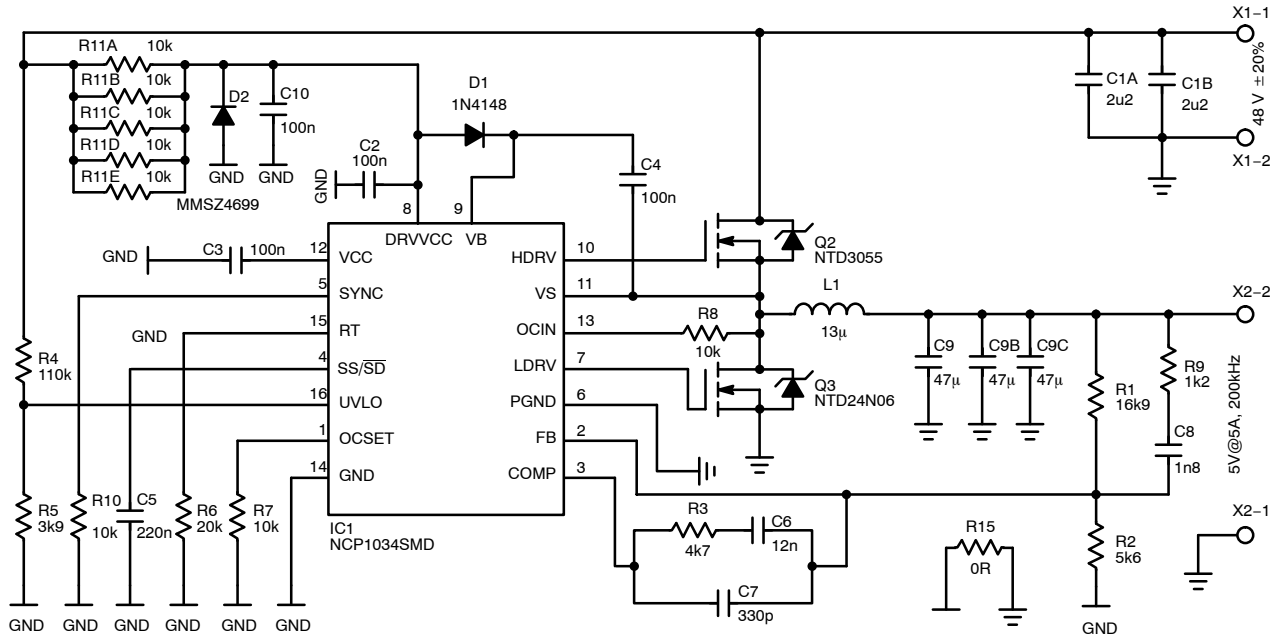 X1-1
R11A 10k
R11B 10k
R11C 10k
R11D 10k
R11E 10k
D2
C10
100n
GND
GND
MMSZ4699
D1
1N4148
C2
100n
GND
C4
100n
C1A
2u2
C1B
2u2
48 V ±20%
X1-2
8
9
DRVVCC
VB
GND
C3
100n
12
VCC
5
SYNC
GND
15
RT
4
SS/SD
16
UVLO
1
OCSET
14
GND
HDRV
10
VS
11
OCIN
13
LDRV
7
PGND
6
FB
2
COMP
3
IC1
NCP1034SMD
Q2
NTD3055
L1
13μ
R8
10k
Q3
NTD24N06
X2-2
C9
47μ
C9B
47μ
C9C
47μ
R1
16k9
R9
1k2
C8
1n8
5V@5A, 200kHz
R4
110k
R5
3k9
R10
10k
C5
220n
R6
20k
R7
10k
R3
4k7
C6
12n
C7
330p
R15
0R
R2
5k6
X2-1
GND
GND
GND
GND
GND
GND
GND